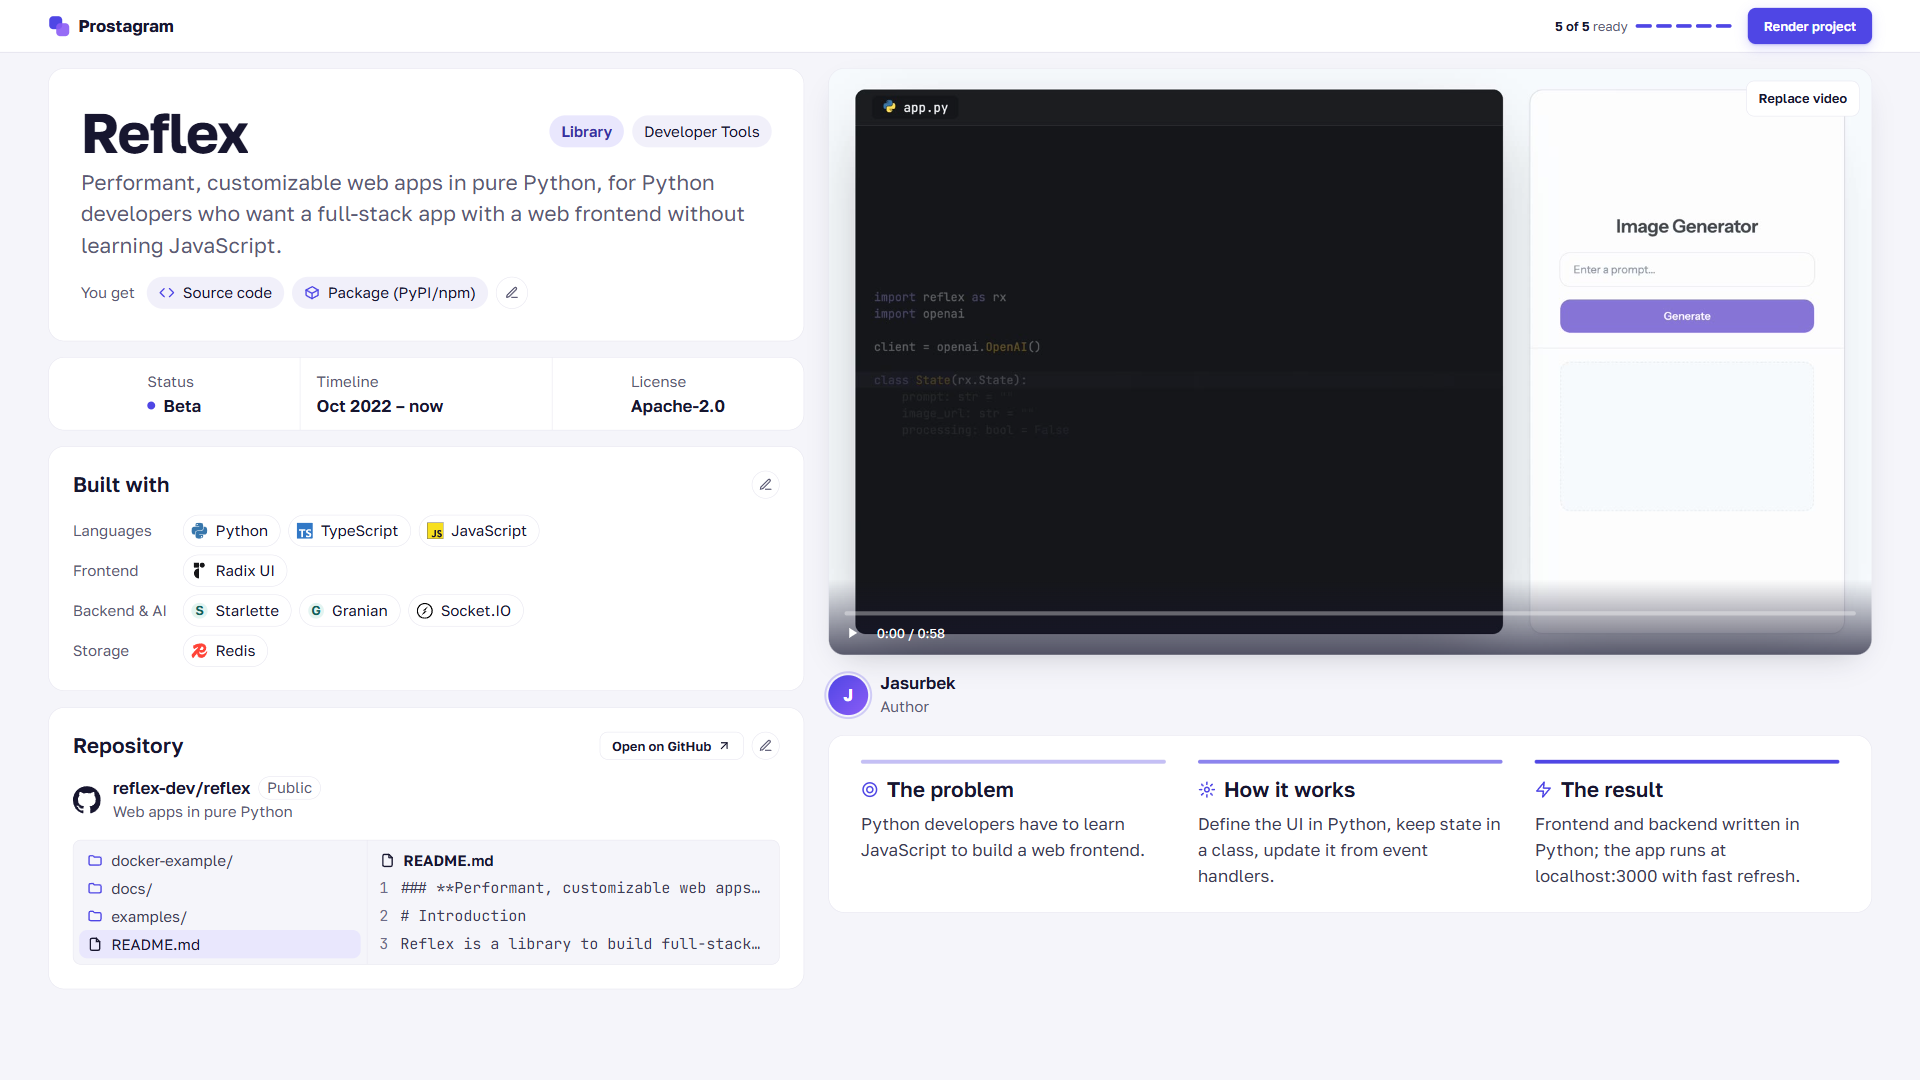 Prostagram
5 of 5 ready
Render project
Reflex
Library
Developer Tools
Performant, customizable web apps in pure Python, for Python
developers who want a full-stack app with a web frontend without
learning JavaScript.
You get
Source code
Package (PyPI/npm)
Status
Beta
Timeline
Oct 2022 – now
License
Apache-2.0
Built with
Languages
Python
TS
TypeScript
JS
JavaScript
Frontend
Radix UI
Backend & AI
S
Starlette
G
Granian
Socket.IO
Storage
Redis
Repository
Open on GitHub
reflex-dev/reflex
Public
Web apps in pure Python
docker-example/
docs/
examples/
README.md
README.md
1 ### **Performant, customizable web apps…
2 # Introduction
3 Reflex is a library to build full-stack…
Replace video
app.py
import reflex as rx
import openai
client = openai.OpenAI()
class State(rx.State):
prompt: str = ""
image_url: str = ""
processing: bool = False
Image Generator
Enter a prompt...
Generate
0:00 / 0:58
J
Jasurbek
Author
The problem
Python developers have to learn
JavaScript to build a web frontend.
How it works
Define the UI in Python, keep state in
a class, update it from event
handlers.
The result
Frontend and backend written in
Python; the app runs at
localhost:3000 with fast refresh.